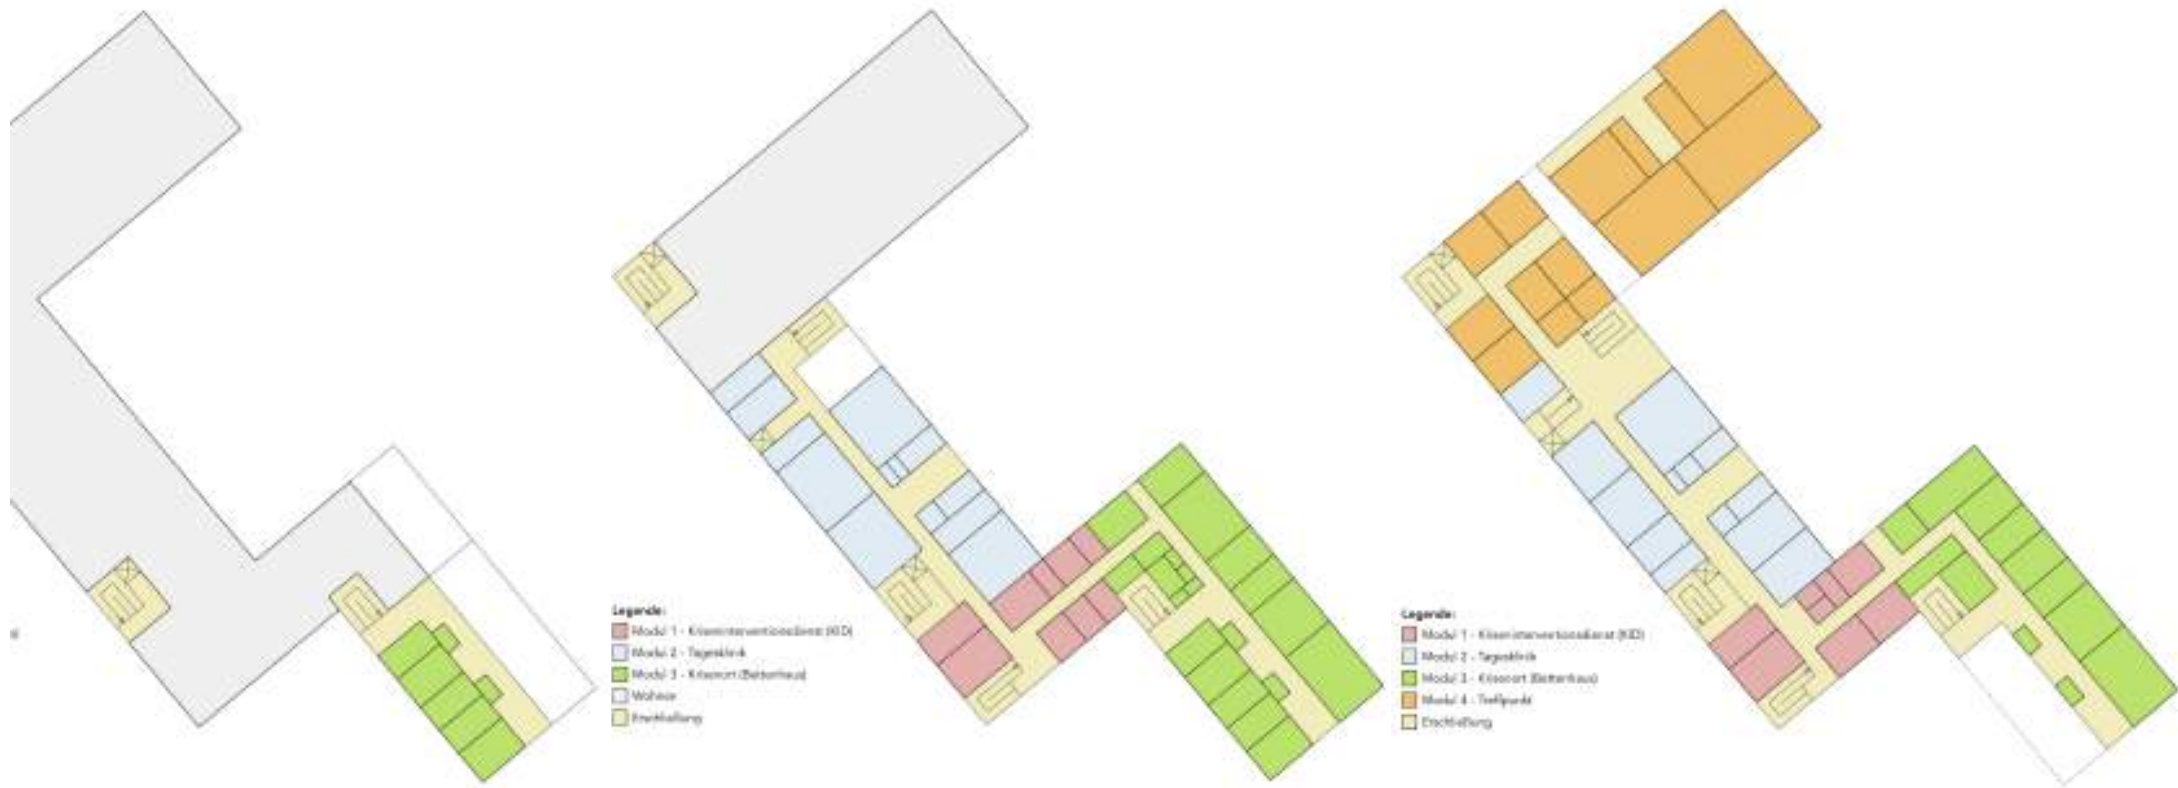 Legende:
Modul 1 - Kriseninterventionsdienst (KID)
Modul 2 - Tagesklinik
Modul 3 - Krisenort (Bettenhaus)
Wohnen
Erschließung
Legende:
Modul 1 - Kriseninterventionsdienst (KID)
Modul 2 - Tagesklinik
Modul 3 - Krisenort (Bettenhaus)
Modul 4 - Treffpunkt
Erschließung